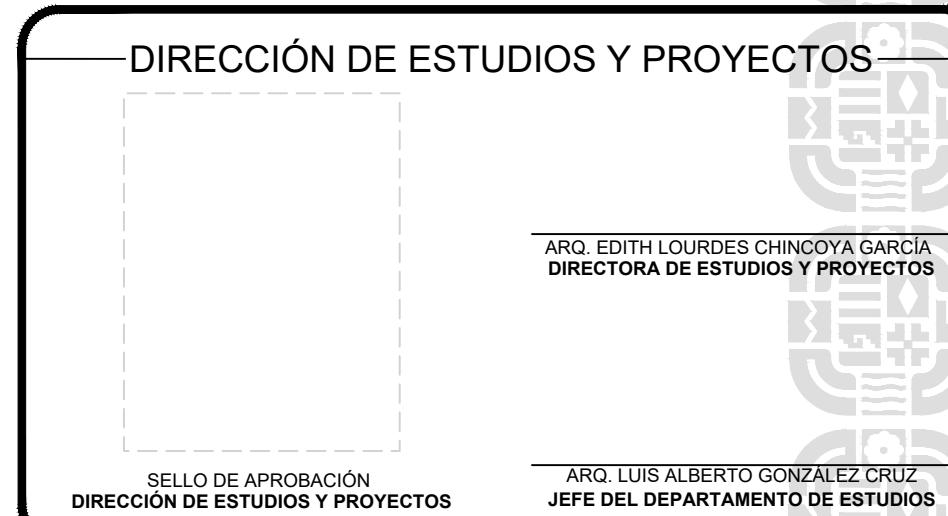 DIRECCIÓN DE ESTUDIOS Y PROYECTOS
ARQ. EDITH LOURDES CHINCOYA GARCÍA
DIRECTORA DE ESTUDIOS Y PROYECTOS
SELLO DE APROBACIÓN
DIRECCIÓN DE ESTUDIOS Y PROYECTOS
ARQ. LUIS ALBERTO GONZÁLEZ CRUZ
JEFE DEL DEPARTAMENTO DE ESTUDIOS